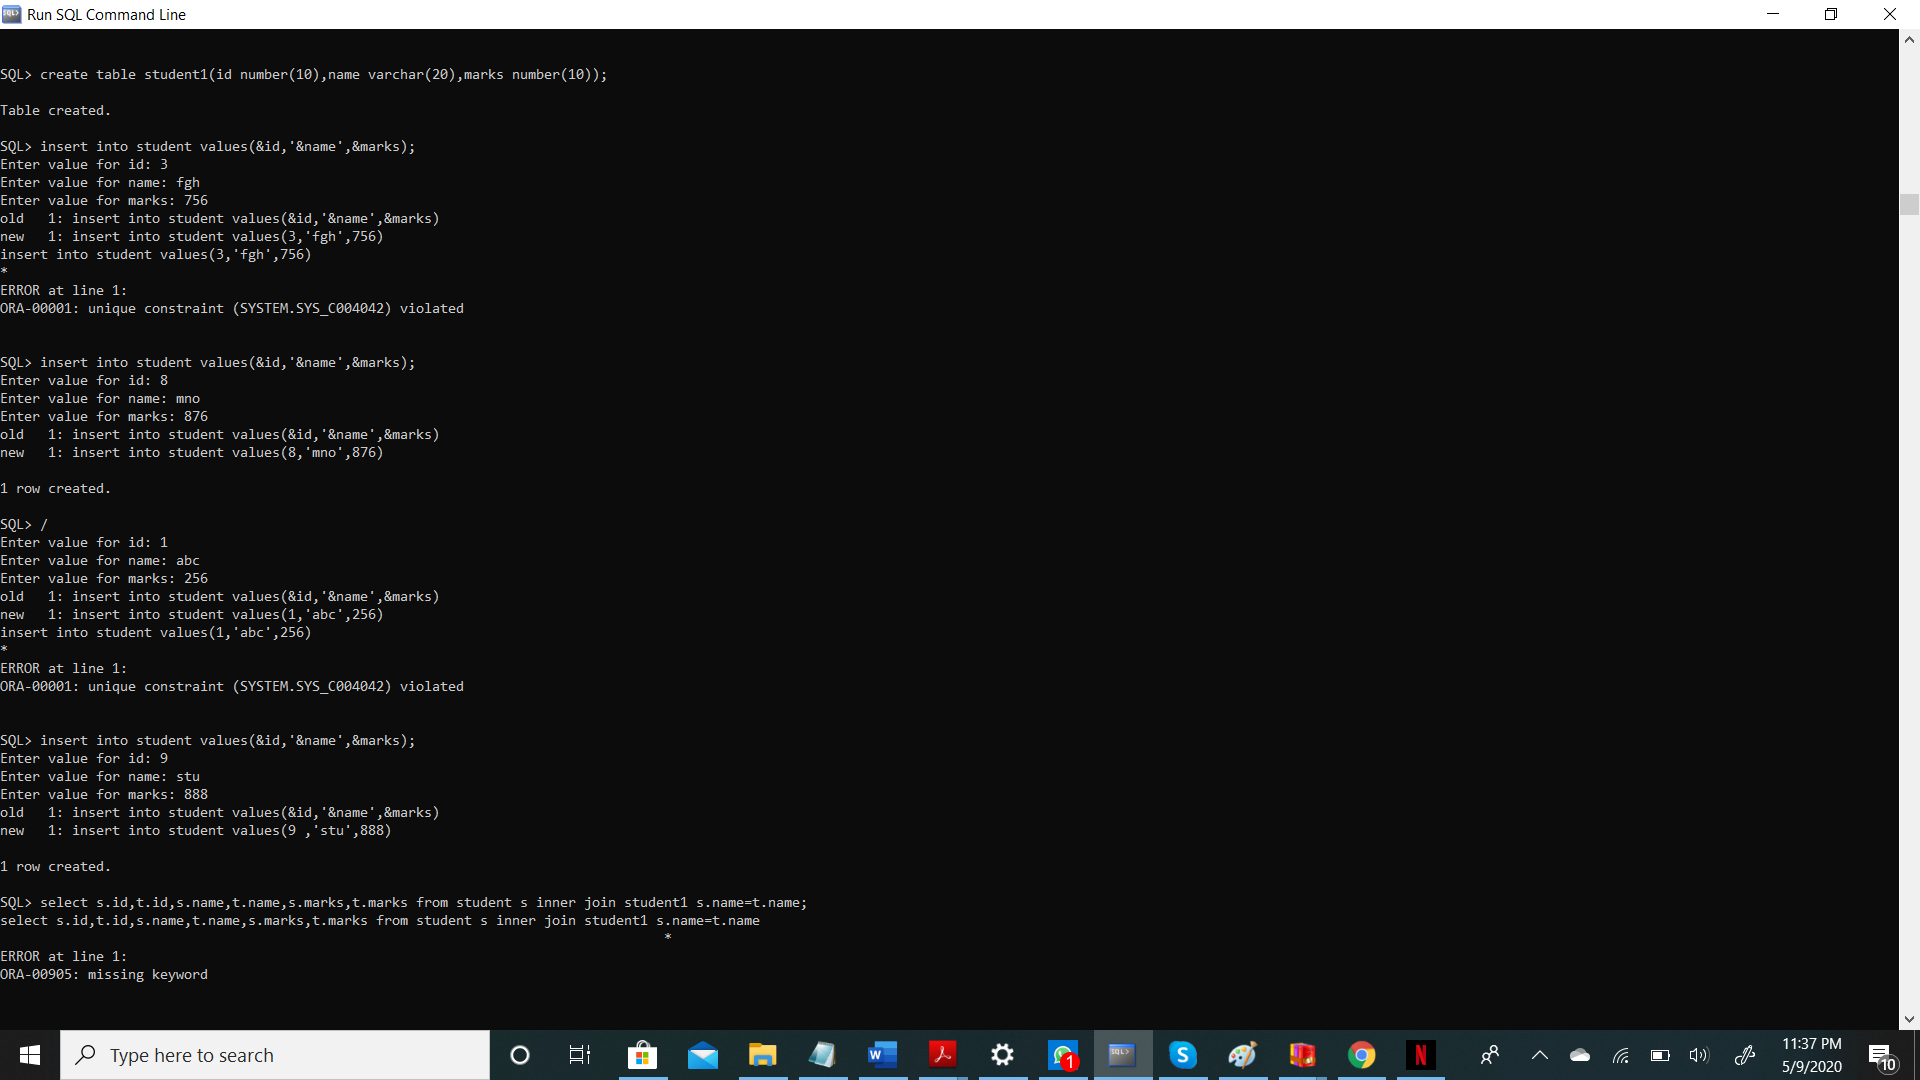 Run SQL Command Line
SQL> create table student1(id number(10),name varchar(20),marks number(10));
Table created.
SQL> insert into student values(&id,'&name',&marks);
Enter value for id: 3
Enter value for name: fgh
Enter value for marks: 756
old   1: insert into student values(&id,'&name',&marks)
new   1: insert into student values(3,'fgh',756)
insert into student values(3,'fgh',756)
*
ERROR at line 1:
ORA-00001: unique constraint (SYSTEM.SYS_C004042) violated
SQL> insert into student values(&id,'&name',&marks);
Enter value for id: 8
Enter value for name: mno
Enter value for marks: 876
old   1: insert into student values(&id,'&name',&marks)
new   1: insert into student values(8,'mno',876)
1 row created.
SQL> /
Enter value for id: 1
Enter value for name: abc
Enter value for marks: 256
old   1: insert into student values(&id,'&name',&marks)
new   1: insert into student values(1,'abc',256)
insert into student values(1,'abc',256)
*
ERROR at line 1:
ORA-00001: unique constraint (SYSTEM.SYS_C004042) violated
SQL> insert into student values(&id,'&name',&marks);
Enter value for id: 9
Enter value for name: stu
Enter value for marks: 888
old   1: insert into student values(&id,'&name',&marks)
new   1: insert into student values(9 ,'stu',888)
1 row created.
SQL> select s.id,t.id,s.name,t.name,s.marks,t.marks from student s inner join student1 s.name=t.name;
select s.id,t.id,s.name,t.name,s.marks,t.marks from student s inner join student1 s.name=t.name
*
ERROR at line 1:
ORA-00905: missing keyword
Type here to search
1
11:37 PM
5/9/2020
10